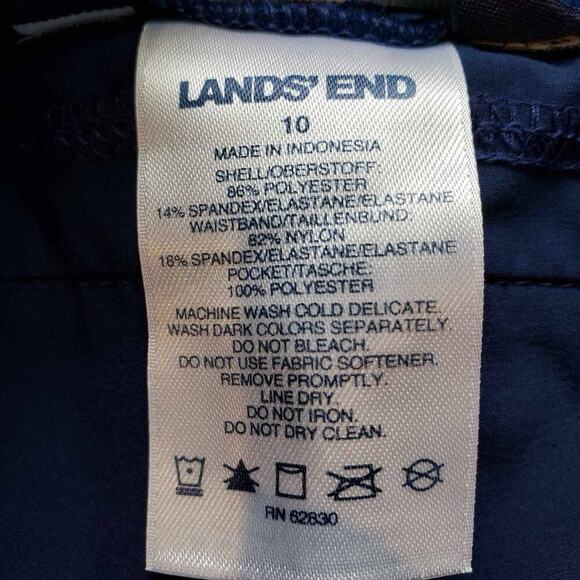 LANDS' END
10
MADE IN INDONESIA
SHELL/OBERSTOFF:
86% POLYESTER
14% SPANDEX/ELASTANE/ELASTANE
WAISTBAND/TAILLENBUND:
82% NYLON
18% SPANDEX/ELASTANE/ELASTANE
POCKET/TASCHE:
100% POLYESTER
MACHINE WASH COLD DELICATE.
WASH DARK COLORS SEPARATELY.
DO NOT BLEACH.
DO NOT USE FABRIC SOFTENER.
REMOVE PROMPTLY.
LINE DRY.
DO NOT IRON.
DO NOT DRY CLEAN.
RN 62830